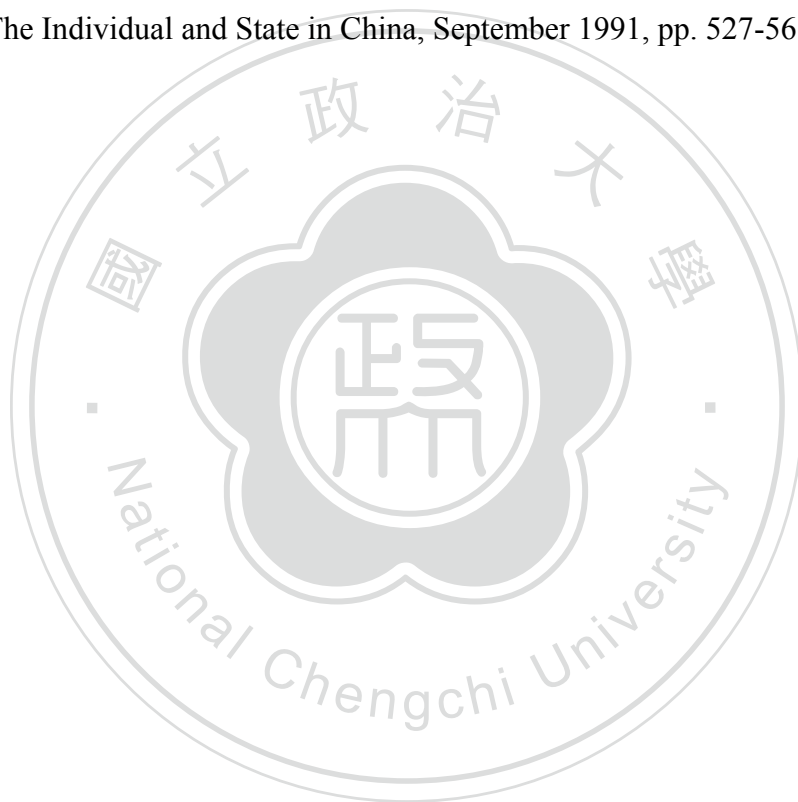 The Individual and State in China, September 1991, pp. 527-56
國立政治大學
政
National Chengchi University